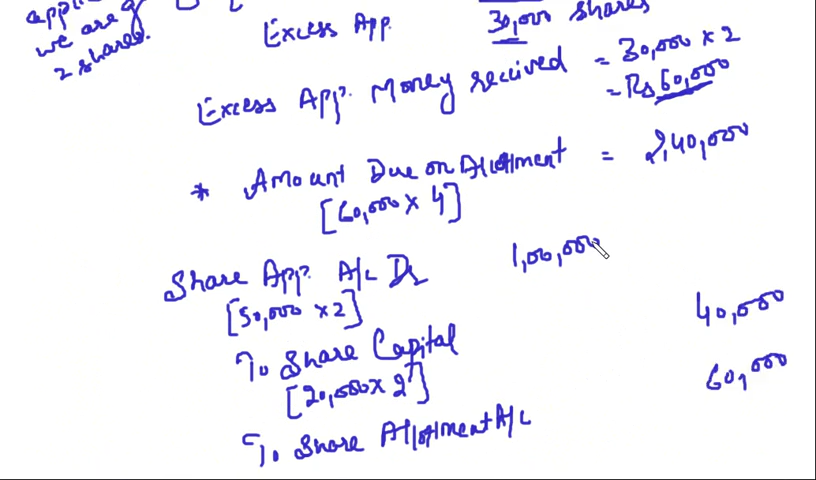 we are
2 shares.
Excess App. 30,000 shares
Excess App. Money received = 30,000 x 2
= Rs 60,000
* Amount Due on Allotment = 2,40,000
[60,000 x 4]
Share App. A/c Dr 1,00,000
[50,000 x 2]
To Share Capital 40,000
[20,000 x 2]
To Share Allotment A/c 60,000